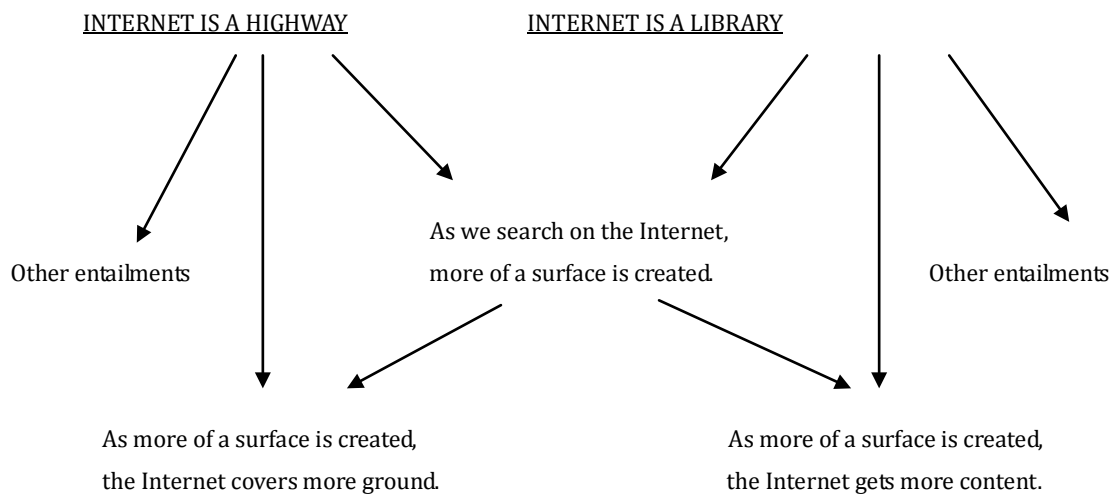 INTERNET IS A HIGHWAY
INTERNET IS A LIBRARY
As we search on the Internet,
more of a surface is created.
Other entailments
Other entailments
As more of a surface is created,
the Internet covers more ground.
As more of a surface is created,
the Internet gets more content.